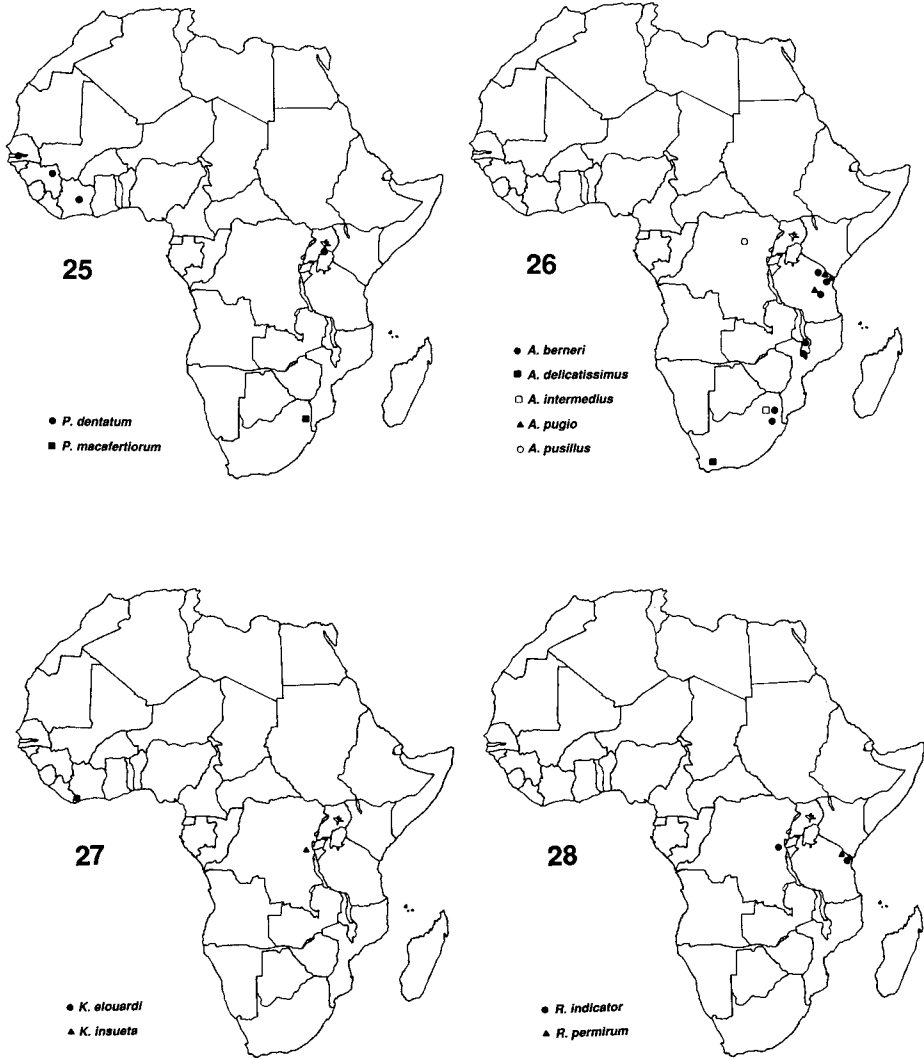 25
P. dentatum
P. macafertiorum
26
A. berneri
A. delicatissimus
A. intermedius
A. pugio
A. pusillus
27
K. elouardi
K. insueta
28
R. indicator
R. permirum